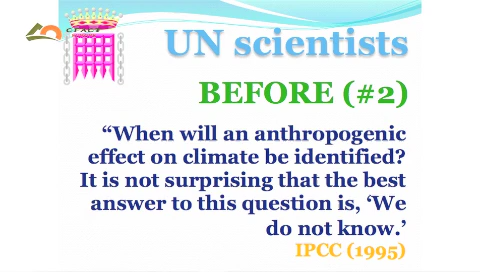 CFACT
UN scientists
BEFORE (#2)
“When will an anthropogenic
effect on climate be identified?
It is not surprising that the best
answer to this question is, ‘We
do not know.’
IPCC (1995)